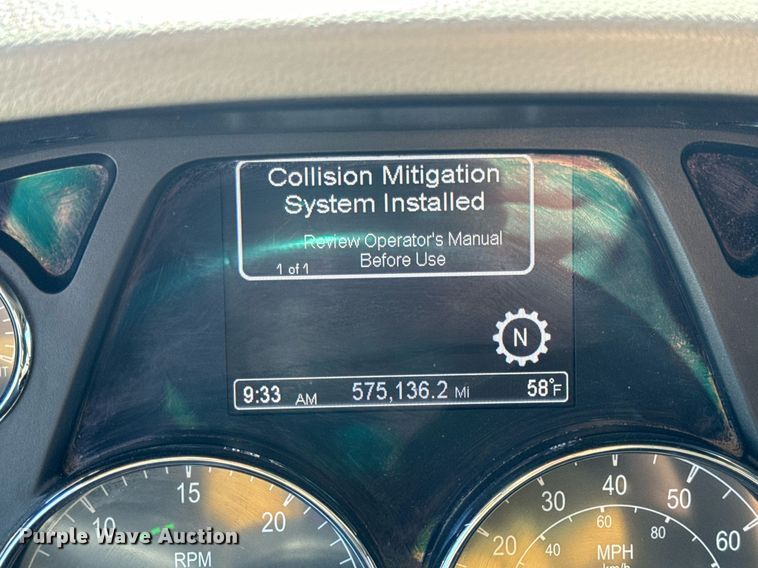 Collision Mitigation
System Installed
Review Operator's Manual
1 of 1 Before Use
N
9:33 AM 575,136.2 Mi 58°F
10 15 20
RPM
20 30 40 50 60
60 80
MPH
km/h
Purple Wave Auction